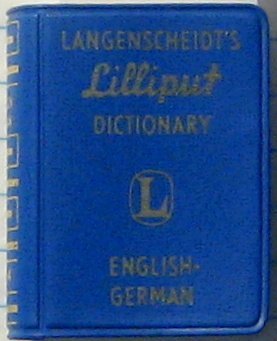 LANGENSCHEIDT'S
Lilliput
DICTIONARY
L
ENGLISH-
GERMAN